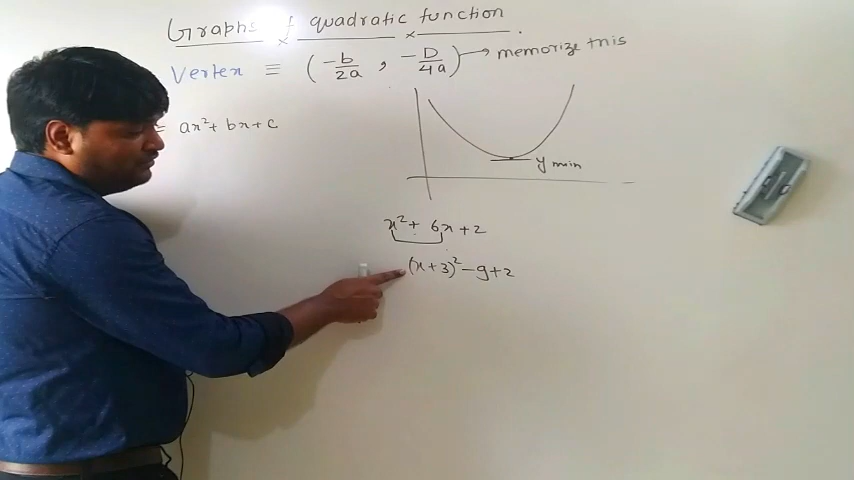 Graphs of quadratic function
Vertex ≡ (-b/2a , -D/4a) → memorize this
= ax² + bx + c
y min
x² + 6x + 2
(x+3)² - 9 + 2